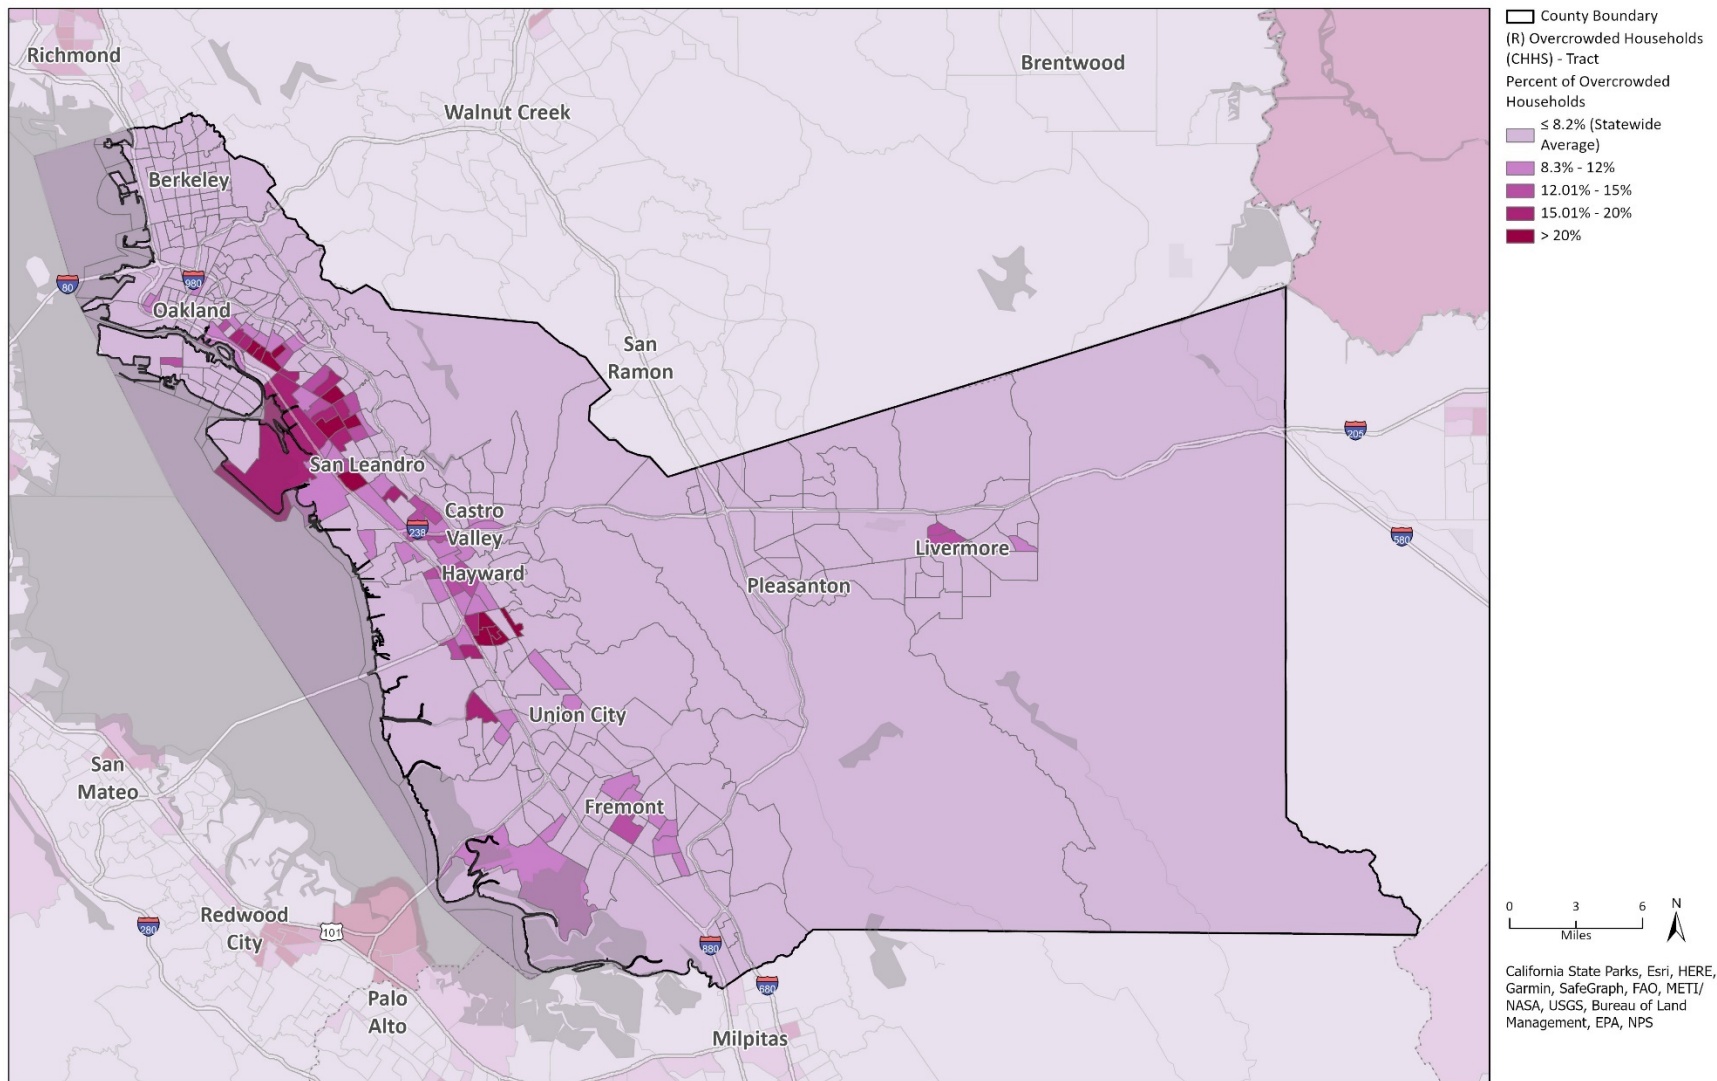 Richmond
Brentwood
Walnut Creek
Berkeley
80
980
Oakland
San
Ramon
205
San Leandro
Castro
Valley
238
580
Livermore
Hayward
Pleasanton
Union City
San
Mateo
Fremont
Redwood
City
280
101
880
680
Palo
Alto
Milpitas
County Boundary
(R) Overcrowded Households
(CHHS) - Tract
Percent of Overcrowded
Households
≤ 8.2% (Statewide
Average)
8.3% - 12%
12.01% - 15%
15.01% - 20%
> 20%
0 3 6
Miles
N
California State Parks, Esri, HERE,
Garmin, SafeGraph, FAO, METI/
NASA, USGS, Bureau of Land
Management, EPA, NPS